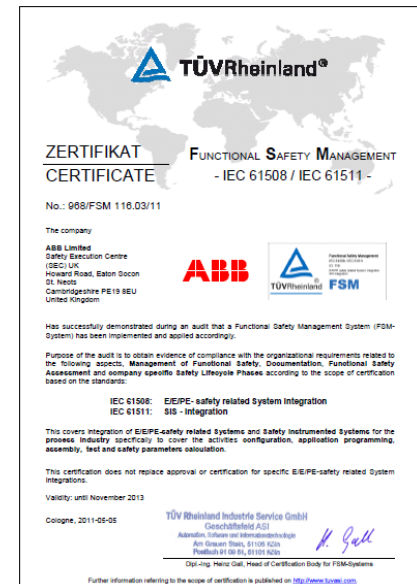 TÜVRheinland®
ZERTIFIKAT
CERTIFICATE
FUNCTIONAL SAFETY MANAGEMENT
- IEC 61508 / IEC 61511 -
No.: 968/FSM 116.03/11
The company
ABB Limited
Safety Execution Centre
(SEC) UK
Howard Road, Eaton Socon
St. Neots
Cambridgeshire PE19 8EU
United Kingdom
ABB
TÜVRheinland
Functional Safety Management
FSM
Has successfully demonstrated during an audit that a Functional Safety Management System (FSM-
System) has been implemented and applied accordingly.
Purpose of the audit is to obtain evidence of compliance with the organizational requirements related to
the following aspects, Management of Functional Safety, Documentation, Functional Safety
Assessment and company specific Safety Lifecycle Phases according to the scope of certification
based on the standards:
IEC 61508: E/E/PE- safety related System Integration
IEC 61511: SIS - Integration
This covers Integration of E/E/PE-safety related Systems and Safety Instrumented Systems for the
process industry specifically to cover the activities configuration, application programming,
assembly, test and safety parameters calculation.
This certification does not replace approval or certification for specific E/E/PE-safety related System
Integrations.
Validity: until November 2013
Cologne, 2011-05-05
TÜV Rheinland Industrie Service GmbH
Geschäftsfeld ASI
Automation, Software und Informationstechnologie
Am Grauen Stein, 51105 Köln
Postfach 91 09 51, 51101 Köln
H. Gall
Dipl.-Ing. Heinz Gall, Head of Certification Body for FSM-Systems
Further information referring to the scope of certification is published on http://www.tuvasi.com.